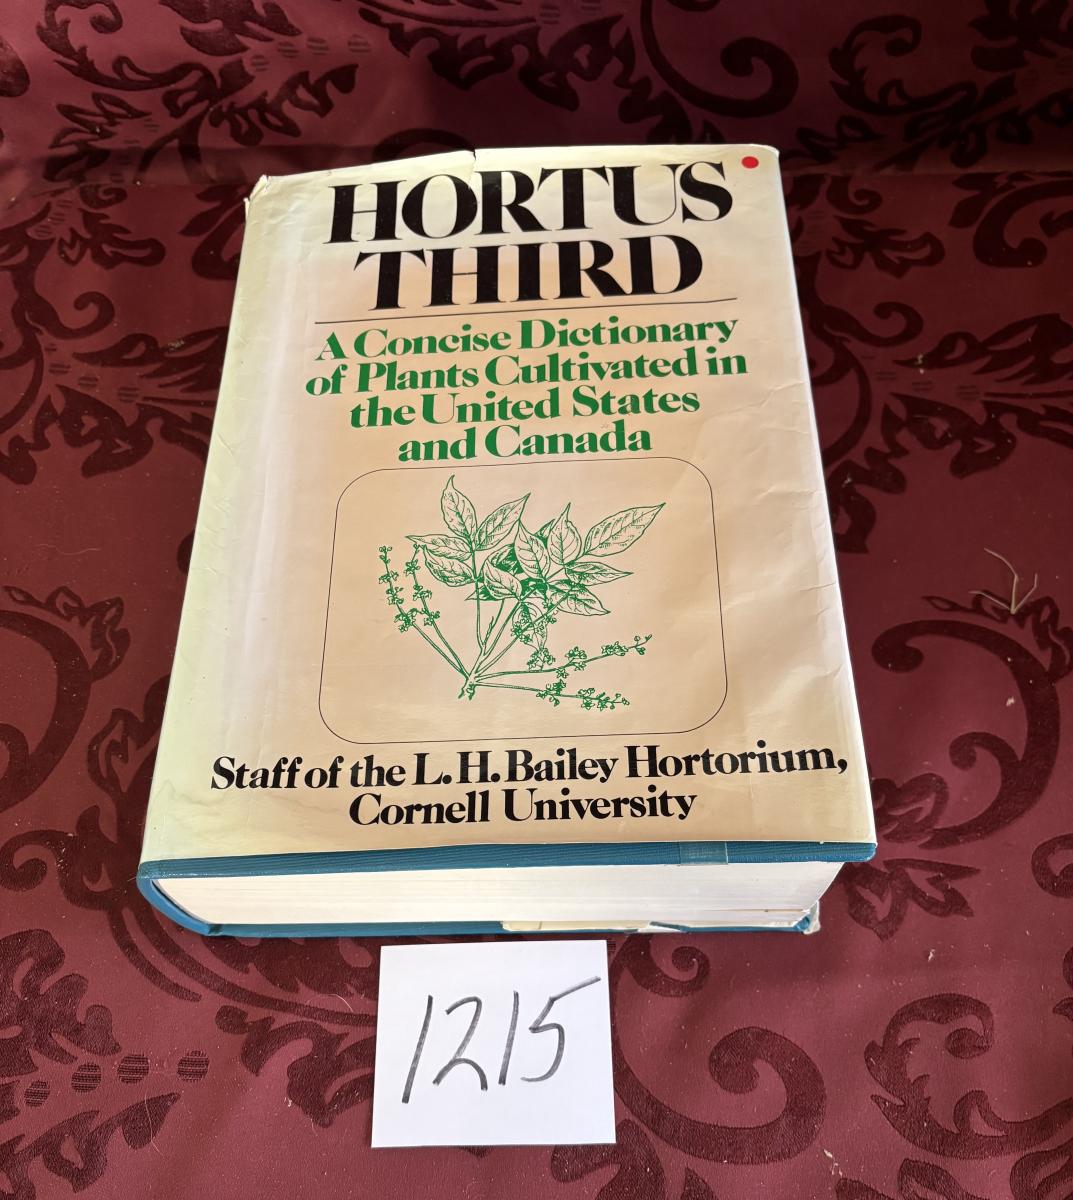 HORTUS
THIRD
A Concise Dictionary
of Plants Cultivated in
the United States
and Canada
Staff of the L. H. Bailey Hortorium,
Cornell University
1215